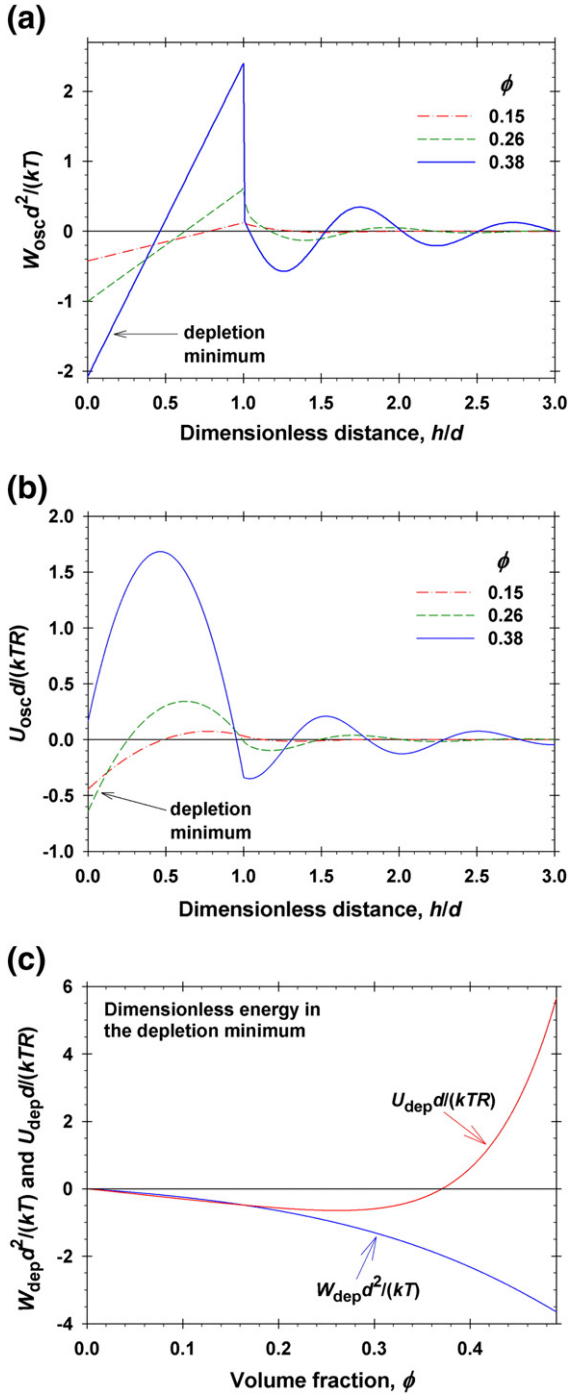 (a)
W_osc d²/(kT)
2
1
0
-1
-2
ϕ
0.15
0.26
0.38
depletion
minimum
0.0 0.5 1.0 1.5 2.0 2.5 3.0
Dimensionless distance, h/d
(b)
U_osc d/(kTR)
2.0
1.5
1.0
0.5
0.0
-0.5
-1.0
ϕ
0.15
0.26
0.38
depletion
minimum
0.0 0.5 1.0 1.5 2.0 2.5 3.0
Dimensionless distance, h/d
(c)
W_dep d²/(kT) and U_dep d/(kTR)
6
4
2
0
-2
-4
Dimensionless energy in
the depletion minimum
U_dep d/(kTR)
W_dep d²/(kT)
0.0 0.1 0.2 0.3 0.4
Volume fraction, ϕ